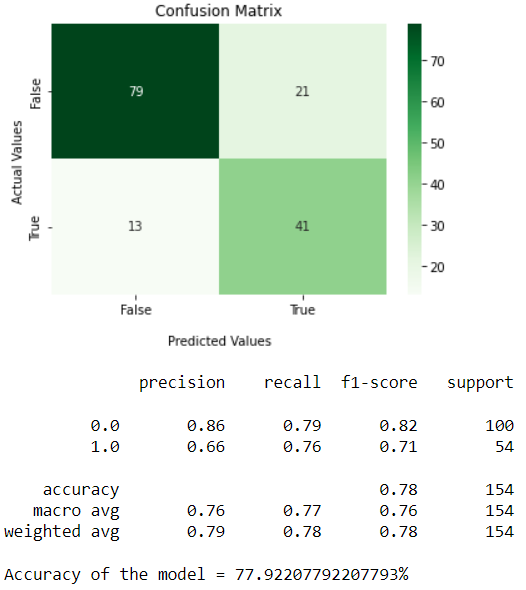 Confusion Matrix
False 79 21
True 13 41
False True
Actual Values
Predicted Values
70
60
50
40
30
20
precision recall f1-score support
0.0 0.86 0.79 0.82 100
1.0 0.66 0.76 0.71 54
accuracy 0.78 154
macro avg 0.76 0.77 0.76 154
weighted avg 0.79 0.78 0.78 154
Accuracy of the model = 77.92207792207793%